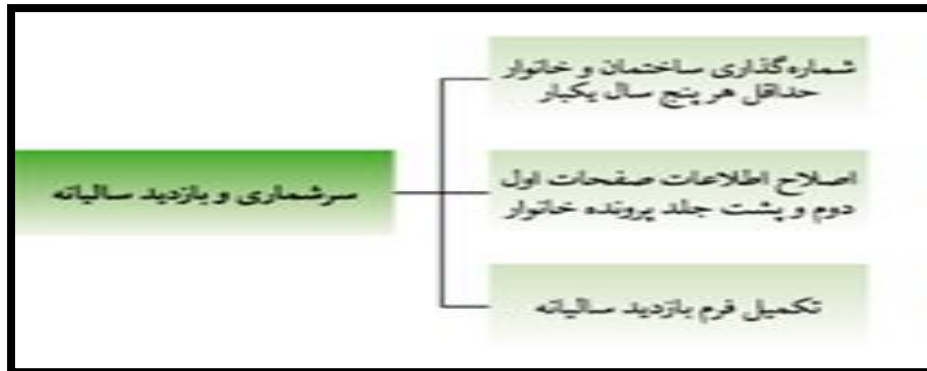 شماره‌گذاری ساختمان و خانوار
حداقل هر پنج سال یکبار
سرشماری و بازدید سالیانه
اصلاح اطلاعات صفحات اول
دوم و پشت جلد پرونده خانوار
تکمیل فرم بازدید سالیانه